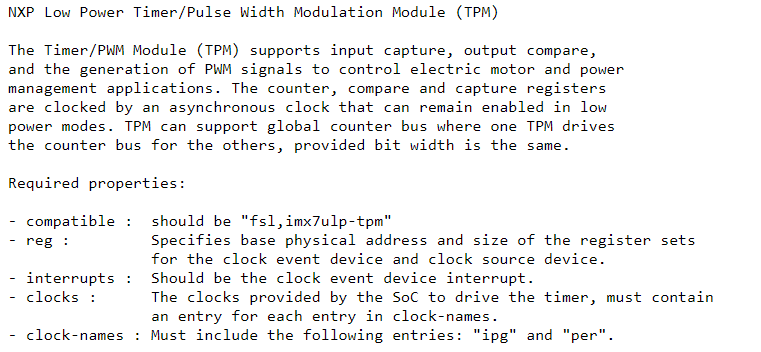 NXP Low Power Timer/Pulse Width Modulation Module (TPM)

The Timer/PWM Module (TPM) supports input capture, output compare,
and the generation of PWM signals to control electric motor and power
management applications. The counter, compare and capture registers
are clocked by an asynchronous clock that can remain enabled in low
power modes. TPM can support global counter bus where one TPM drives
the counter bus for the others, provided bit width is the same.

Required properties:

- compatible :  should be "fsl,imx7ulp-tpm"
- reg :         Specifies base physical address and size of the register sets
                for the clock event device and clock source device.
- interrupts :  Should be the clock event device interrupt.
- clocks :      The clocks provided by the SoC to drive the timer, must contain
                an entry for each entry in clock-names.
- clock-names : Must include the following entries: "ipg" and "per".